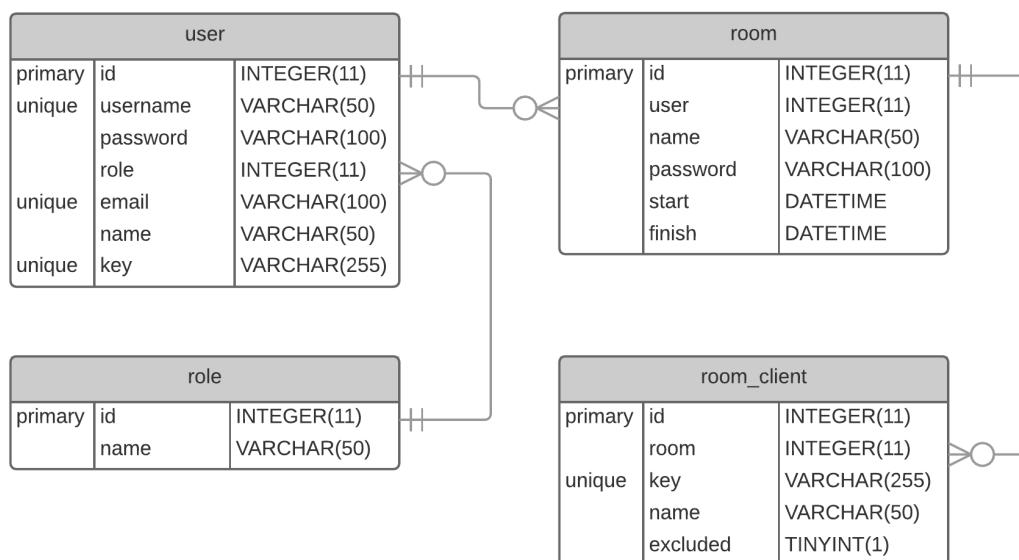 user
primary id INTEGER(11)
unique username VARCHAR(50)
password VARCHAR(100)
role INTEGER(11)
unique email VARCHAR(100)
name VARCHAR(50)
unique key VARCHAR(255)
room
primary id INTEGER(11)
user INTEGER(11)
name VARCHAR(50)
password VARCHAR(100)
start DATETIME
finish DATETIME
role
primary id INTEGER(11)
name VARCHAR(50)
room_client
primary id INTEGER(11)
room INTEGER(11)
unique key VARCHAR(255)
name VARCHAR(50)
excluded TINYINT(1)